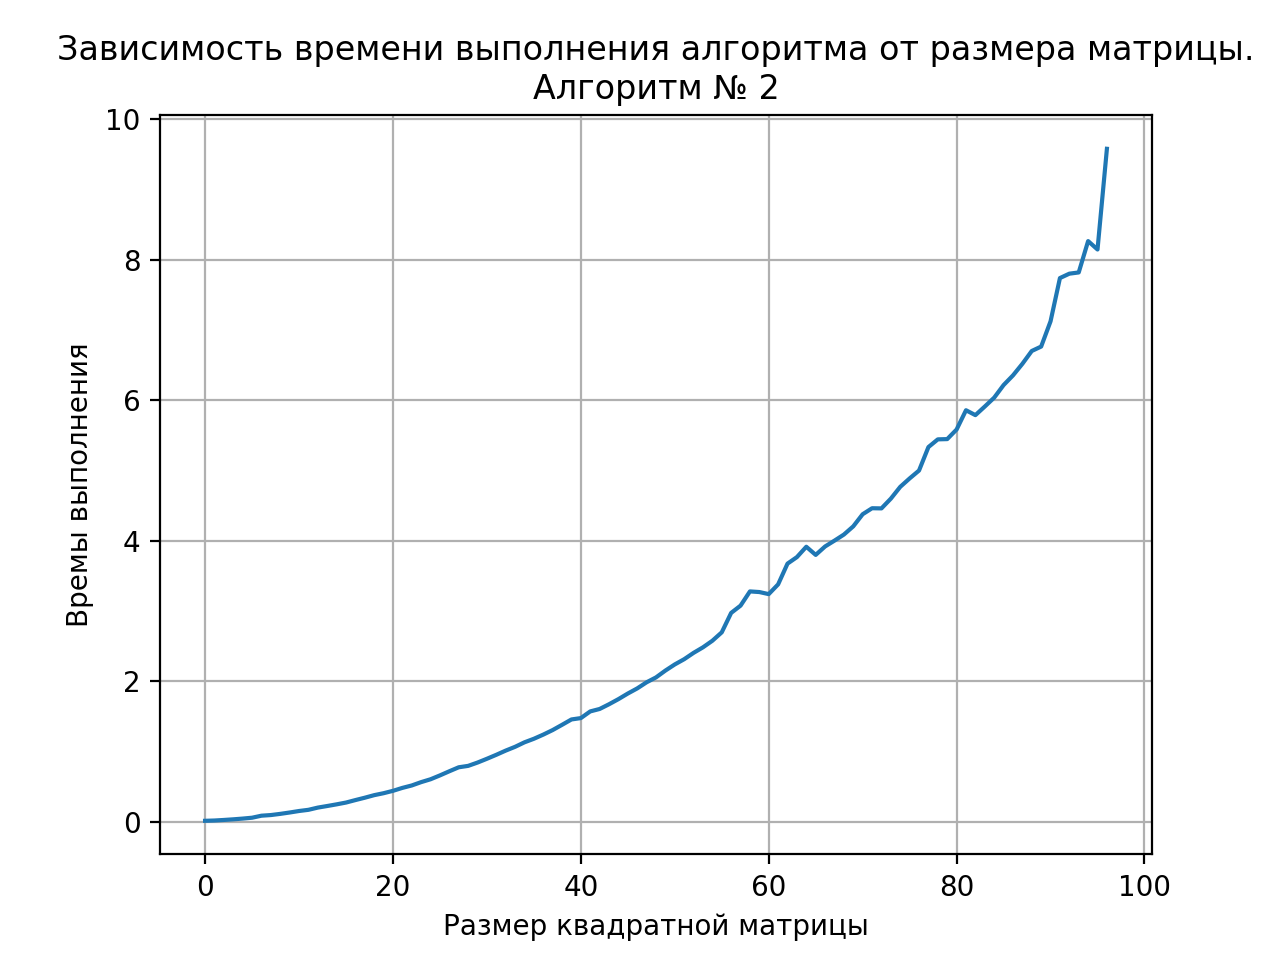 Зависимость времени выполнения алгоритма от размера матрицы.
Алгоритм № 2
Времы выполнения
10
8
6
4
2
0
0 20 40 60 80 100
Размер квадратной матрицы